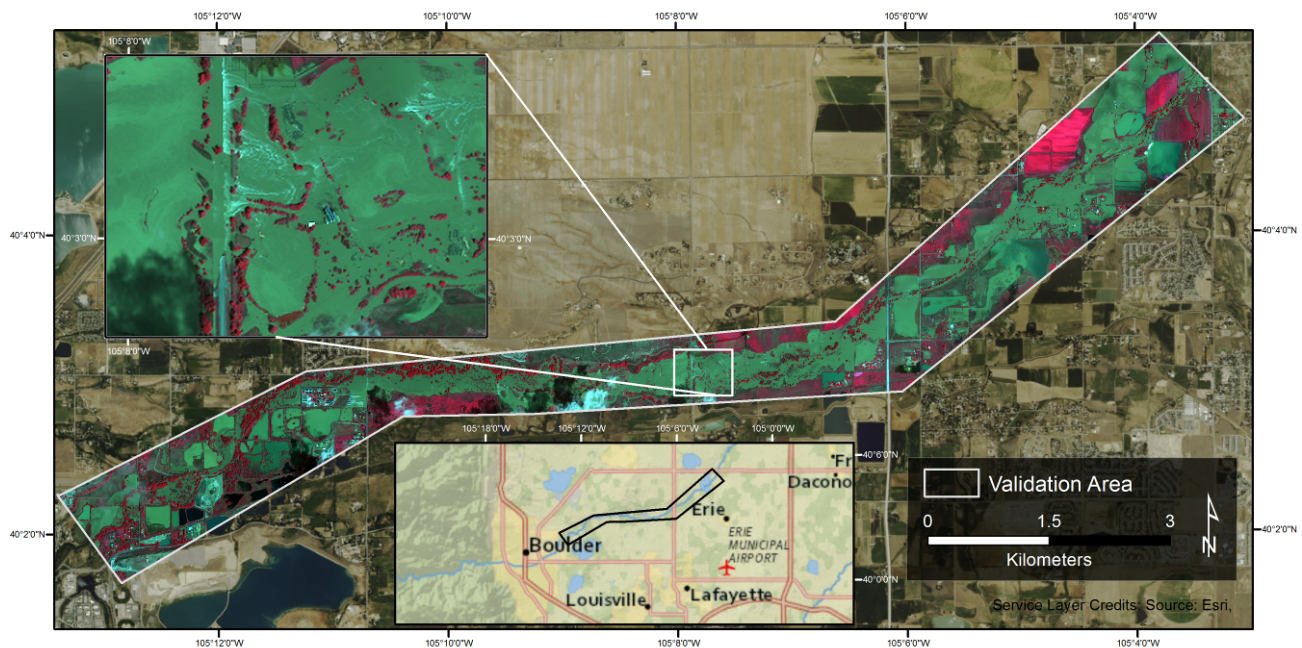 105°12'0"W
105°10'0"W
105°8'0"W
105°6'0"W
105°4'0"W
105°8'0"W
40°4'0"N
40°3'0"N
40°3'0"N
40°4'0"N
105°8'0"W
105°18'0"W
105°12'0"W
105°6'0"W
105°0'0"W
40°6'0"N
Fr
Dacono
Erie
ERIE
MUNICIPAL
AIRPORT
Boulder
Louisville
Lafayette
40°0'0"N
Validation Area
0
1.5
3
Kilometers
N
Service Layer Credits: Source: Esri,
40°2'0"N
40°2'0"N
105°12'0"W
105°10'0"W
105°8'0"W
105°6'0"W
105°4'0"W